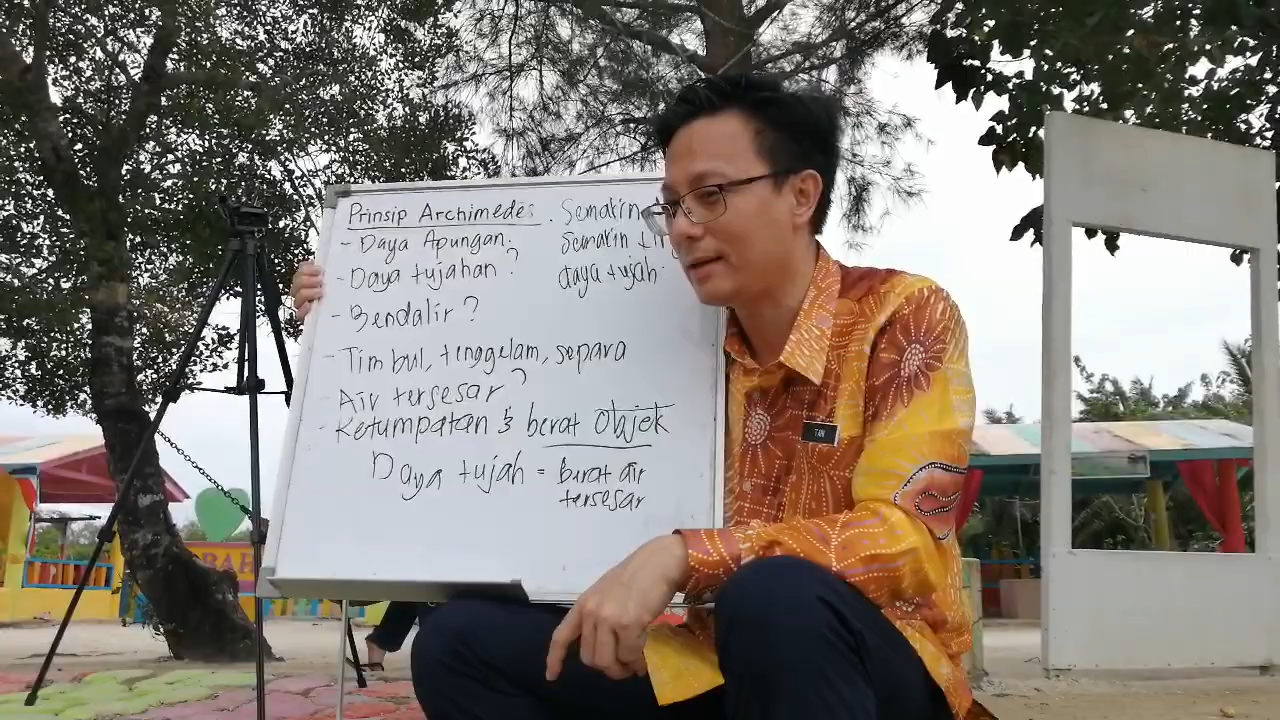 Prinsip Archimedes
- Daya Apungan.
- Daya tujahan?
- Bendalir?
- Timbul, tenggelam, separa
- Air tersesar?
- Ketumpatan & berat Objek
Daya tujah = berat air
tersesar
. Semakin
Semakin
daya tujah
TAN